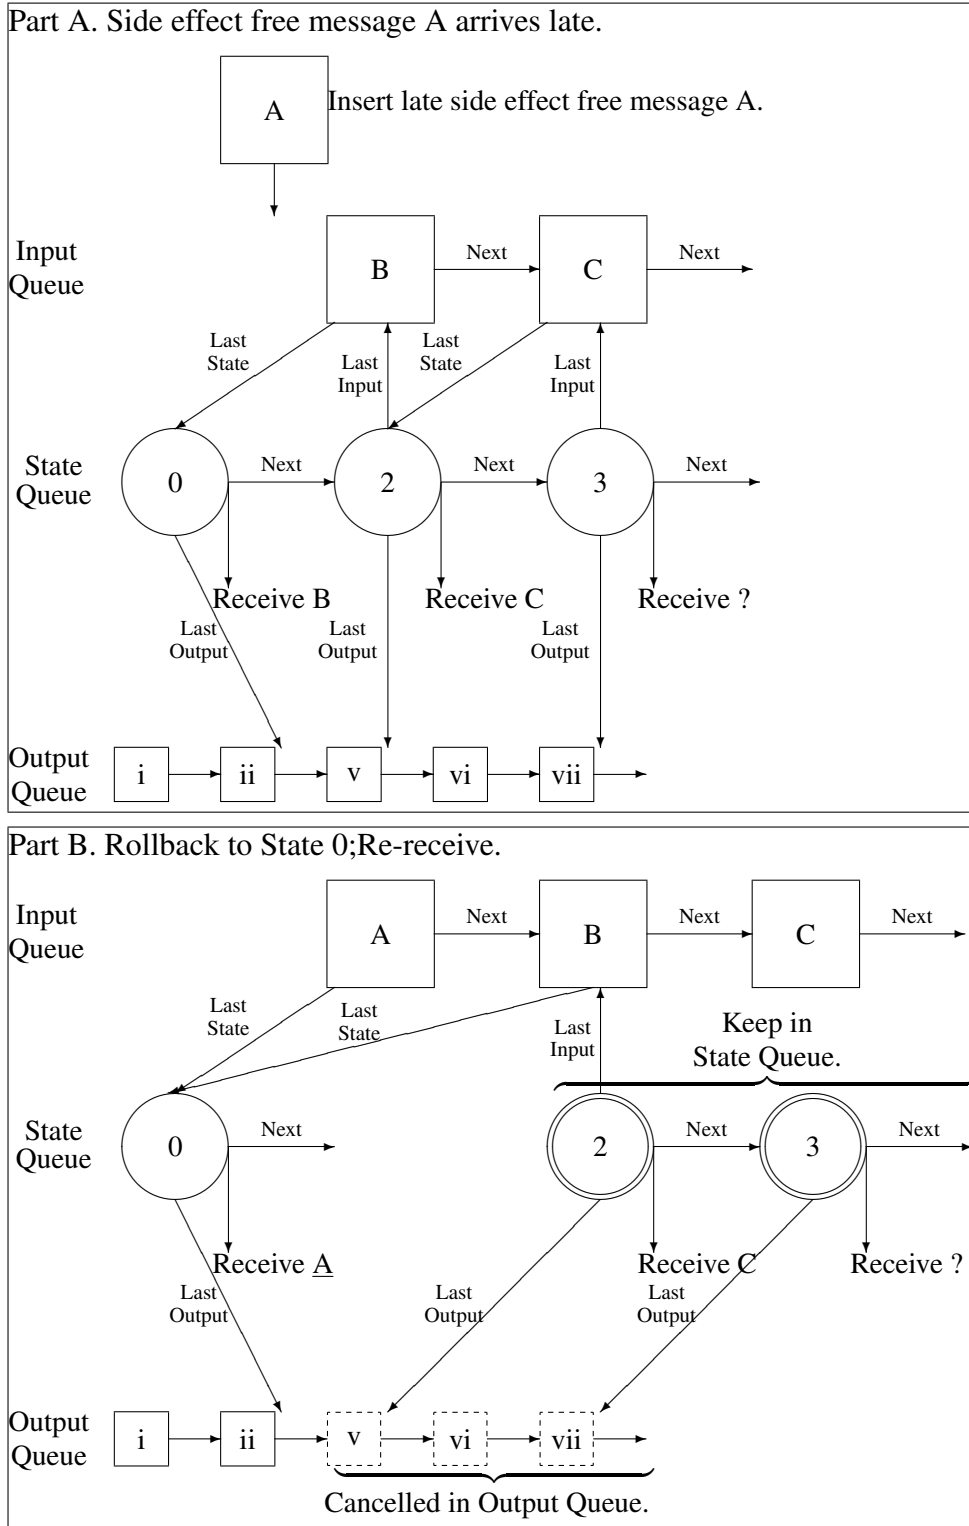 Part A. Side effect free message A arrives late.
A
Insert late side effect free message A.
Input
Queue
B
Next
C
Next
Last
State
Last
Input
Last
State
Last
Input
State
Queue
0
Next
2
Next
3
Next
Receive B
Receive C
Receive ?
Last
Output
Last
Output
Last
Output
Output
Queue
i
ii
v
vi
vii
Part B. Rollback to State 0;Re-receive.
Input
Queue
A
Next
B
Next
C
Next
Last
State
Last
State
Last
Input
Keep in
State Queue.
State
Queue
0
Next
2
Next
3
Next
Receive A
Receive C
Receive ?
Last
Output
Last
Output
Last
Output
Output
Queue
i
ii
v
vi
vii
Cancelled in Output Queue.